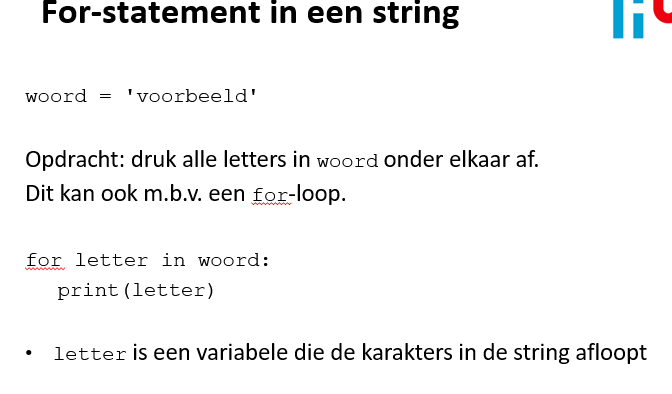 For-statement in een string
woord = 'voorbeeld'
Opdracht: druk alle letters in woord onder elkaar af.
Dit kan ook m.b.v. een for-loop.
for letter in woord:
print(letter)
• letter is een variabele die de karakters in de string afloopt